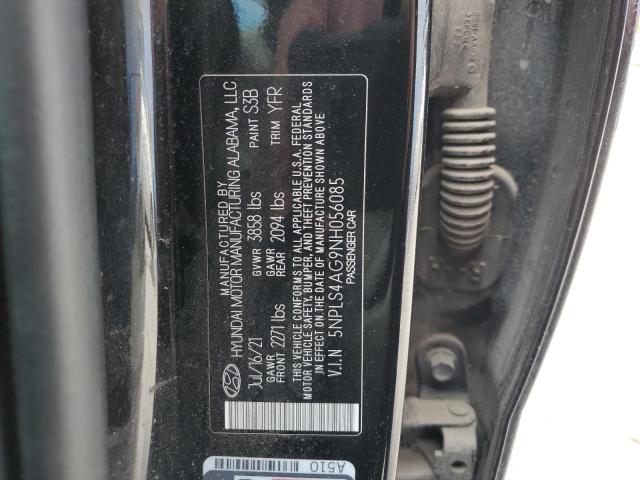 MANUFACTURED BY
HYUNDAI MOTOR MANUFACTURING ALABAMA, LLC
Jul/16/21 GVWR 3858 lbs PAINT S3B
GAWR FRONT 2271 lbs GAWR REAR 2094 lbs TRIM YFR
THIS VEHICLE CONFORMS TO ALL APPLICABLE U.S.A. FEDERAL
MOTOR VEHICLE SAFETY, BUMPER, AND THEFT PREVENTION STANDARDS
IN EFFECT ON THE DATE OF MANUFACTURE SHOWN ABOVE
V.I.N 5NPLS4AG9NH056085
PASSENGER CAR
A510